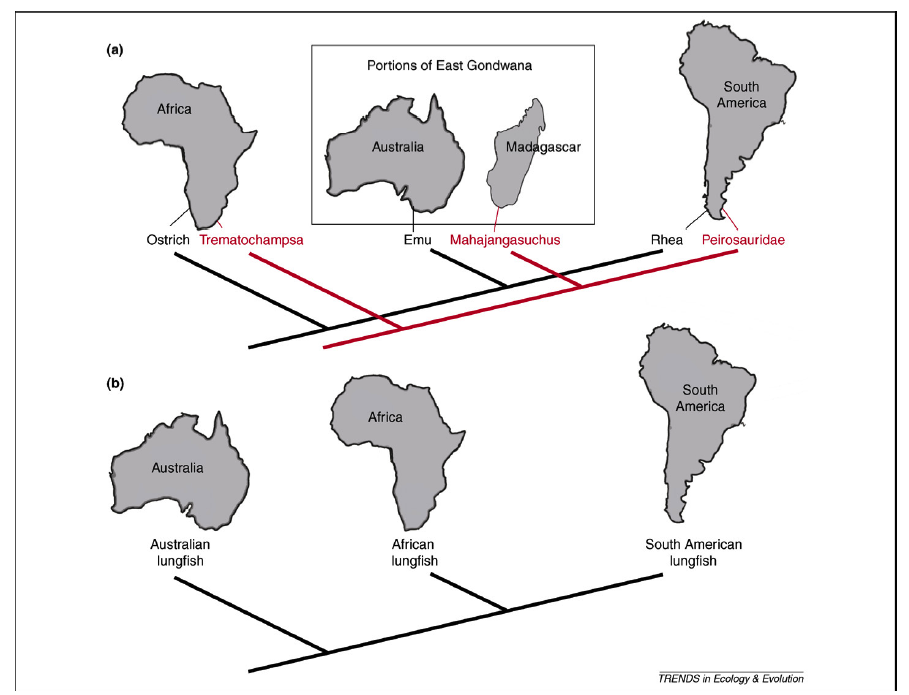 (a)
Portions of East Gondwana
Africa
Australia
Madagascar
South
America
Ostrich
Trematochampsa
Emu
Mahajangasuchus
Rhea
Peirosauridae
(b)
Australia
Africa
South
America
Australian
lungfish
African
lungfish
South American
lungfish
TRENDS in Ecology & Evolution